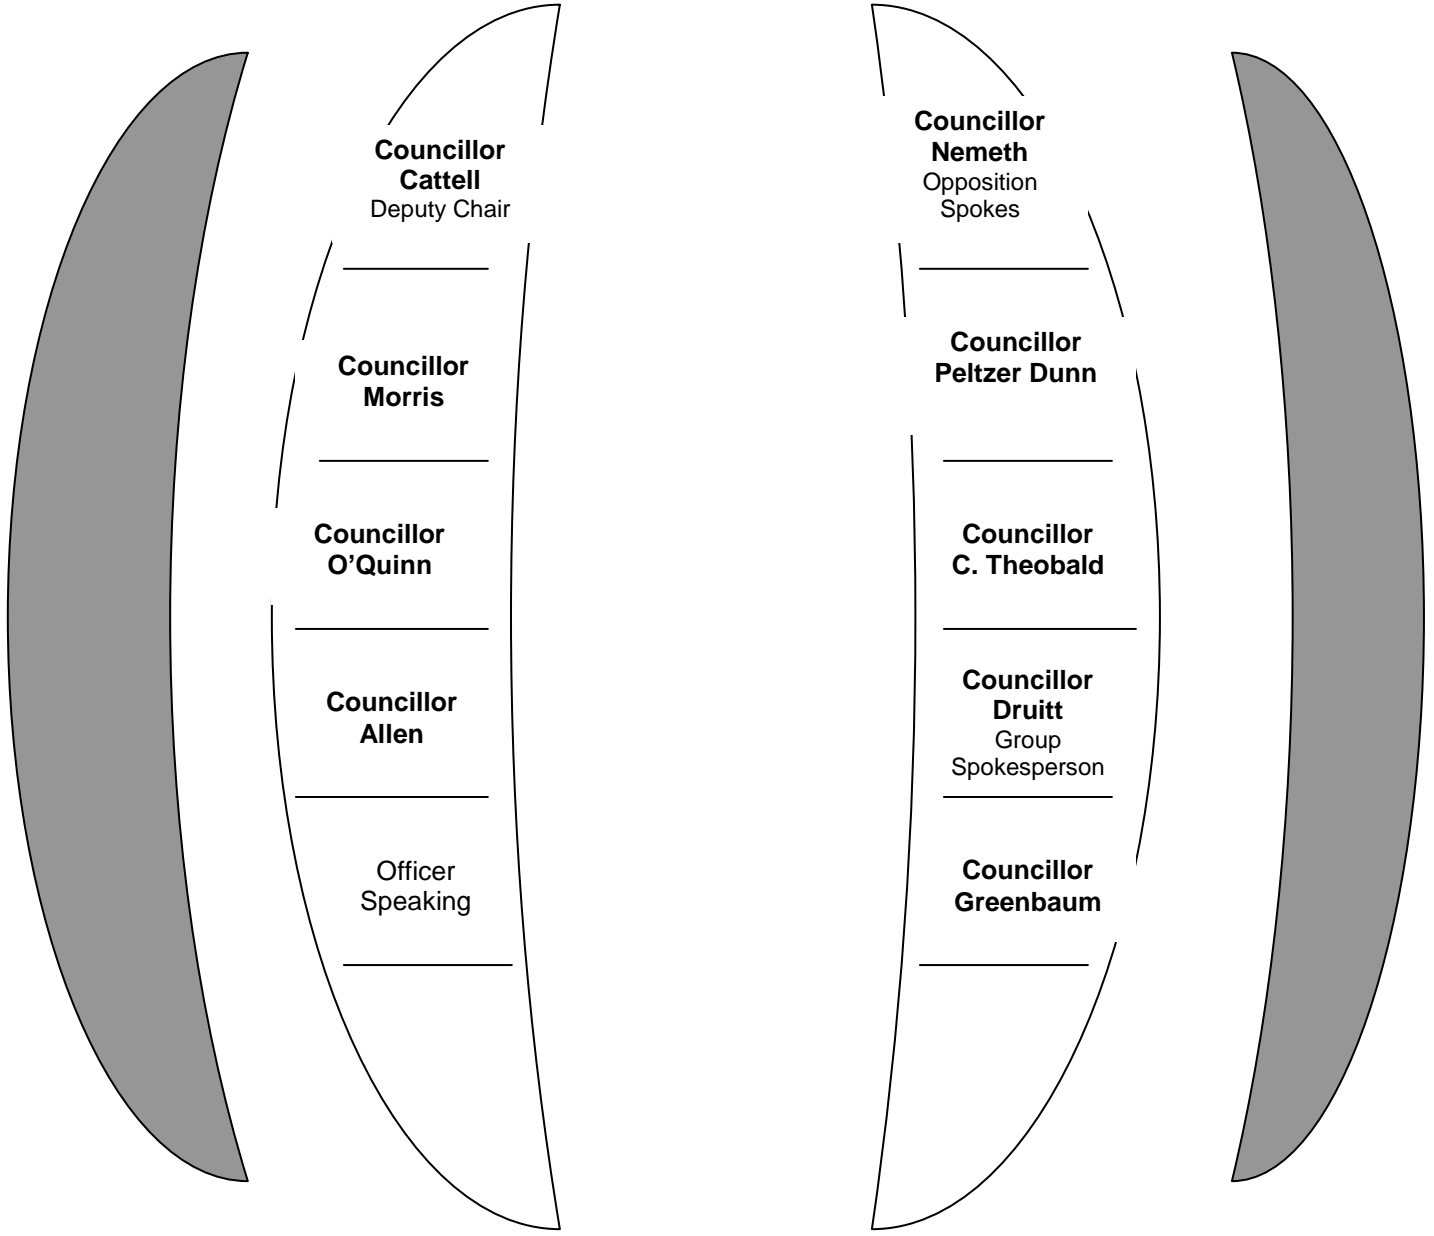 Councillor
Cattell
Deputy Chair
Councillor
Morris
Councillor
O’Quinn
Councillor
Allen
Officer
Speaking
Councillor
Nemeth
Opposition
Spokes
Councillor
Peltzer Dunn
Councillor
C. Theobald
Councillor
Druitt
Group
Spokesperson
Councillor
Greenbaum